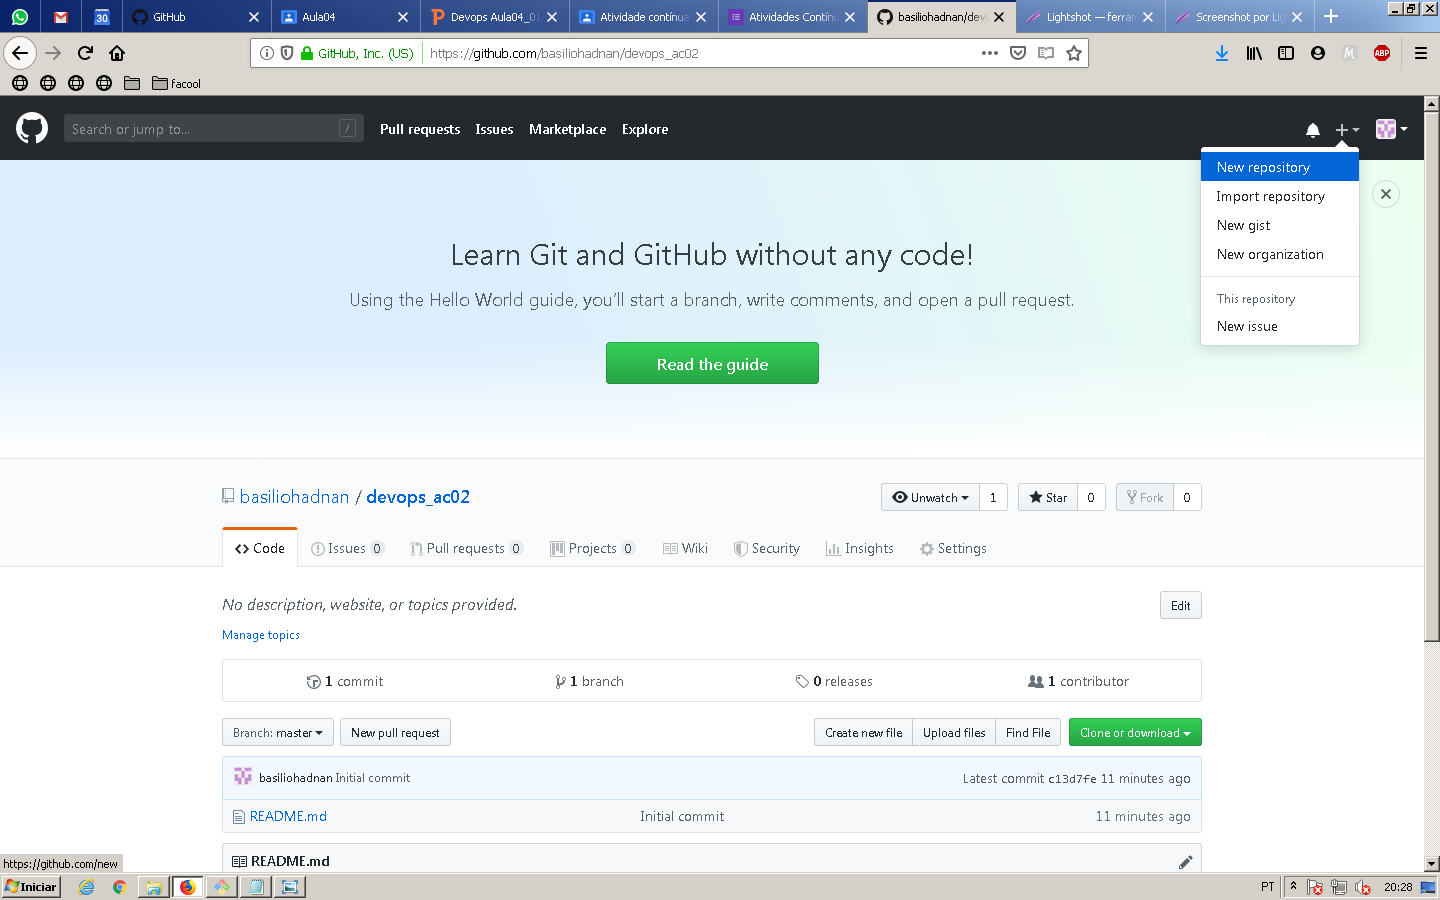 GitHub
Aula04
Devops Aula04_01
Atividade contínua
Atividades Contínu
basiliohadnan/devo
Lightshot — ferrar
Screenshot por Lig
30
GitHub, Inc. (US)
https://github.com/basiliohadnan/devops_ac02
ABP
facool
Search or jump to...
/
Pull requests
Issues
Marketplace
Explore
New repository
Import repository
New gist
New organization
This repository
New issue
Learn Git and GitHub without any code!
Using the Hello World guide, you'll start a branch, write comments, and open a pull request.
Read the guide
basiliohadnan / devops_ac02
Unwatch 1
Star 0
Fork 0
Code
Issues 0
Pull requests 0
Projects 0
Wiki
Security
Insights
Settings
No description, website, or topics provided.
Edit
Manage topics
1 commit
1 branch
0 releases
1 contributor
Branch: master
New pull request
Create new file
Upload files
Find File
Clone or download
basiliohadnan Initial commit
Latest commit c13d7fe 11 minutes ago
README.md
Initial commit
11 minutes ago
README.md
https://github.com/new
Iniciar
PT
20:28